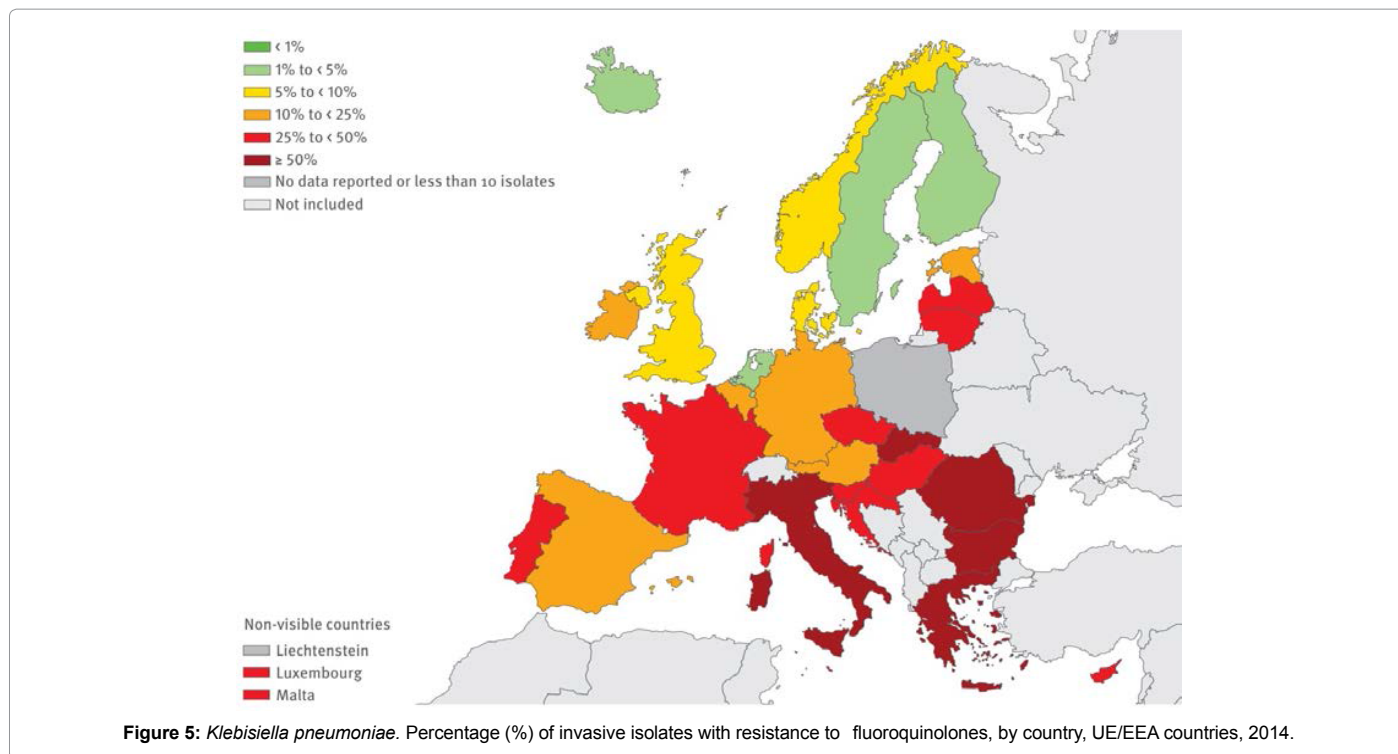 < 1%
1% to < 5%
5% to < 10%
10% to < 25%
25% to < 50%
≥ 50%
No data reported or less than 10 isolates
Not included
Non-visible countries
Liechtenstein
Luxembourg
Malta
Figure 5: Klebisiella pneumoniae. Percentage (%) of invasive isolates with resistance to fluoroquinolones, by country, UE/EEA countries, 2014.